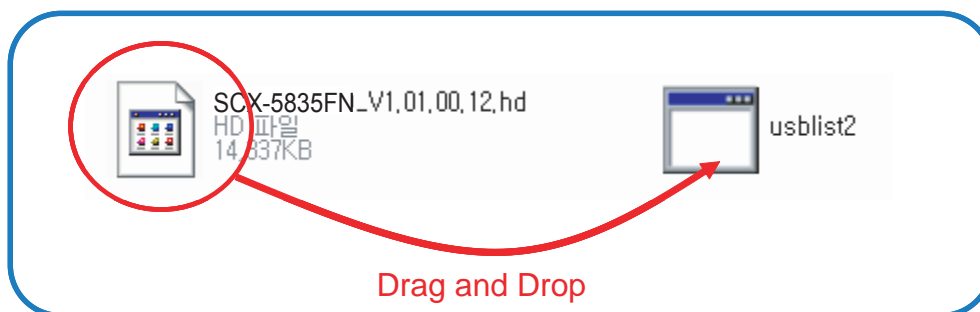 SCX-5835FN_V1,01,00,12,hd
HD 파일
14,837KB
usblist2
Drag and Drop